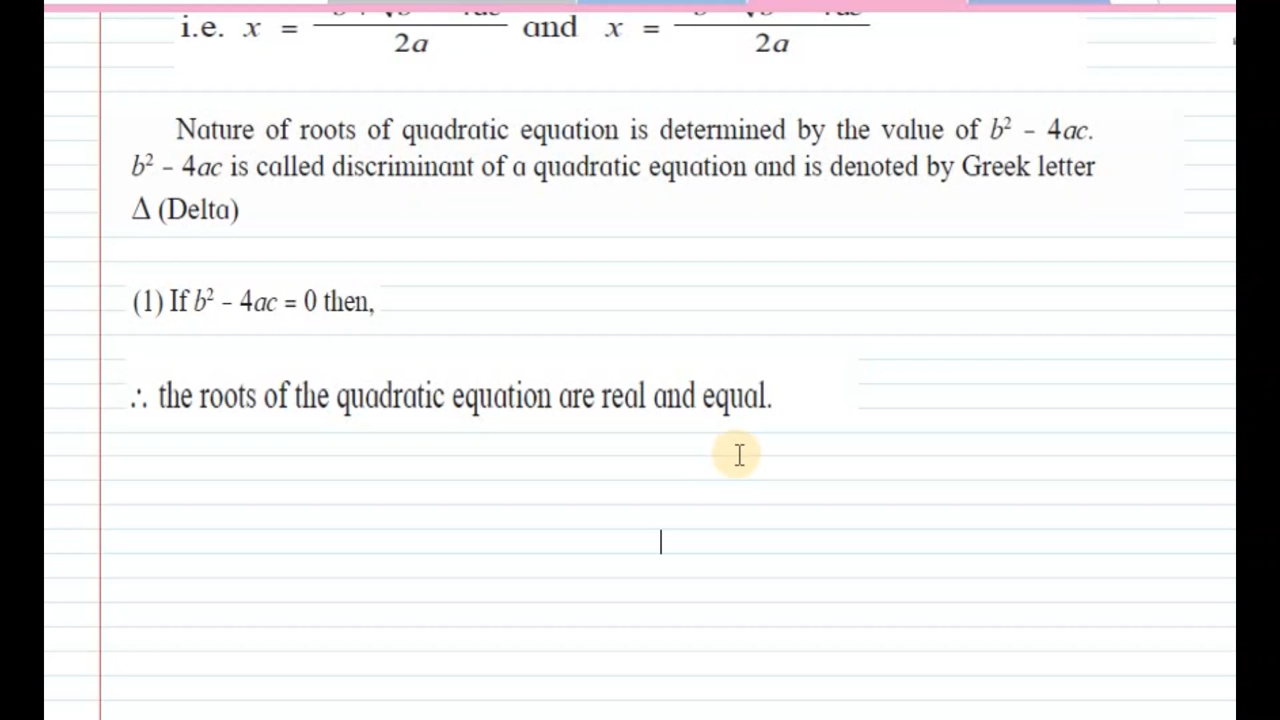 i.e. x = 2a and x = 2a
Nature of roots of quadratic equation is determined by the value of b² – 4ac.
b² – 4ac is called discriminant of a quadratic equation and is denoted by Greek letter
Δ (Delta)
(1) If b² – 4ac = 0 then,
∴ the roots of the quadratic equation are real and equal.